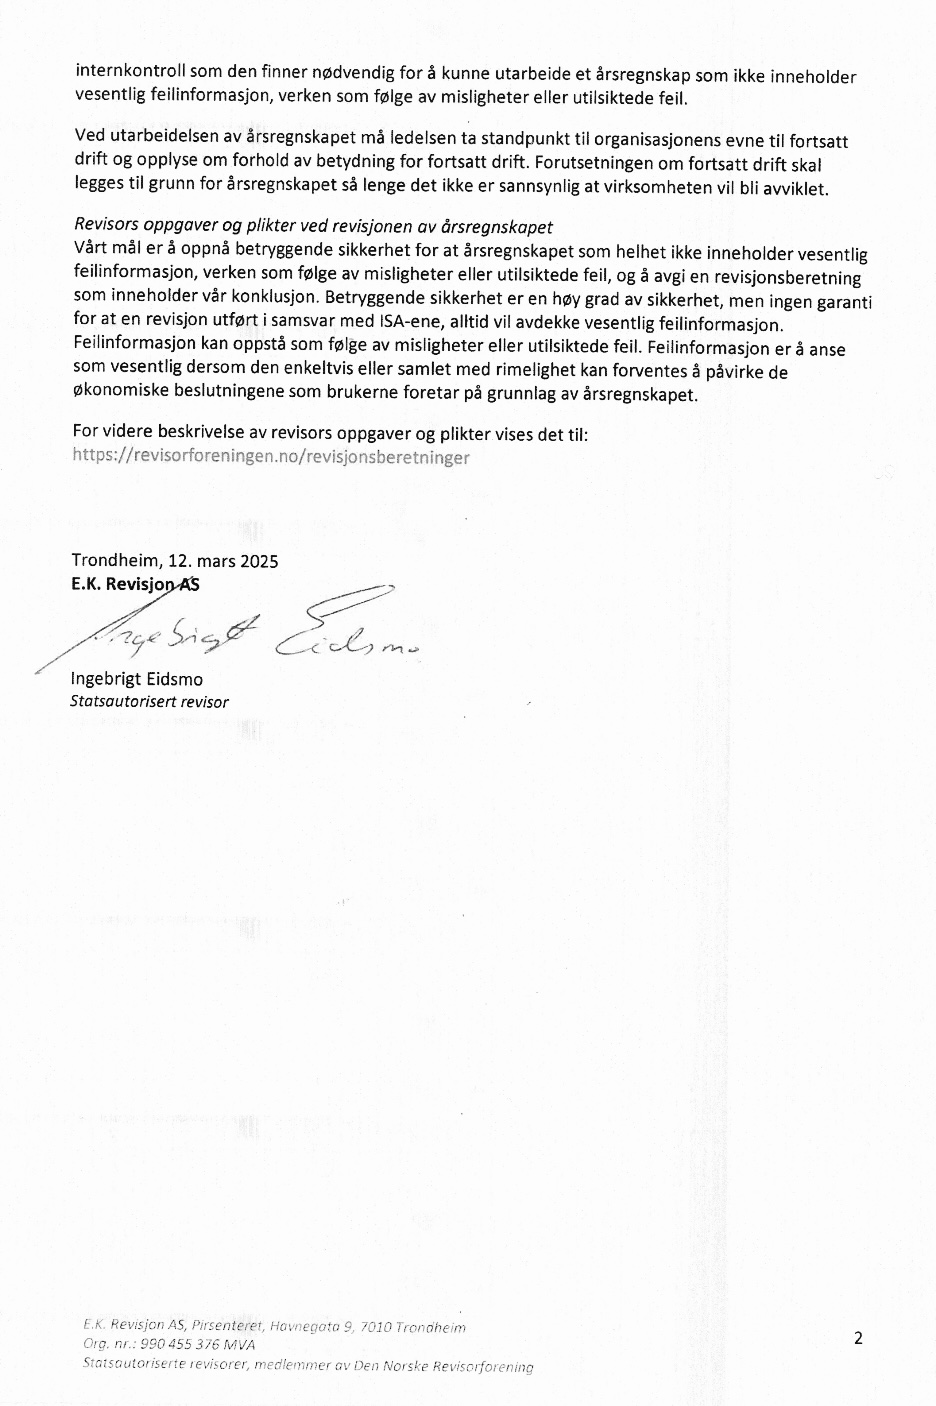 internkontroll som den finner nødvendig for å kunne utarbeide et årsregnskap som ikke inneholder
vesentlig feilinformasjon, verken som følge av misligheter eller utilsiktede feil.
Ved utarbeidelsen av årsregnskapet må ledelsen ta standpunkt til organisasjonens evne til fortsatt
drift og opplyse om forhold av betydning for fortsatt drift. Forutsetningen om fortsatt drift skal
legges til grunn for årsregnskapet så lenge det ikke er sannsynlig at virksomheten vil bli avviklet.
Revisors oppgaver og plikter ved revisjonen av årsregnskapet
Vårt mål er å oppnå betryggende sikkerhet for at årsregnskapet som helhet ikke inneholder vesentlig
feilinformasjon, verken som følge av misligheter eller utilsiktede feil, og å avgi en revisjonsberetning
som inneholder vår konklusjon. Betryggende sikkerhet er en høy grad av sikkerhet, men ingen garanti
for at en revisjon utført i samsvar med ISA-ene, alltid vil avdekke vesentlig feilinformasjon.
Feilinformasjon kan oppstå som følge av misligheter eller utilsiktede feil. Feilinformasjon er å anse
som vesentlig dersom den enkeltvis eller samlet med rimelighet kan forventes å påvirke de
økonomiske beslutningene som brukerne foretar på grunnlag av årsregnskapet.
For videre beskrivelse av revisors oppgaver og plikter vises det til:
https://revisorforeningen.no/revisjonsberetninger
Trondheim, 12. mars 2025
E.K. Revisjon AS
Ingebrigt Eidsmo
Ingebrigt Eidsmo
Statsautorisert revisor
E.K. Revisjon AS, Pirsenteret, Havnegata 9, 7010 Trondheim
Org. nr.: 990 455 376 MVA
Statsautoriserte revisorer, medlemmer av Den Norske Revisorforening
2